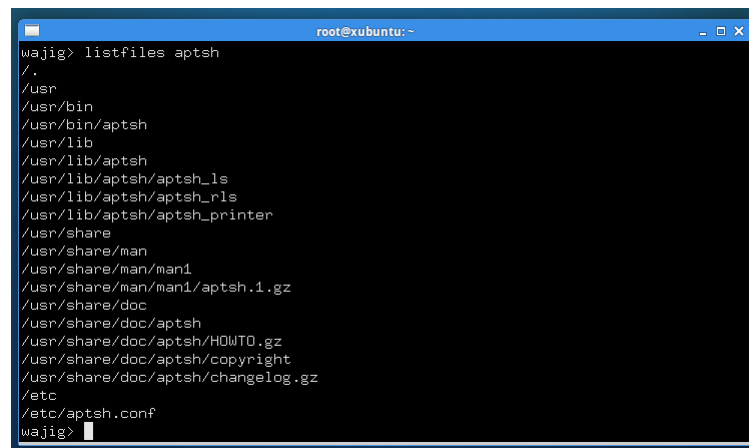 root@xubuntu: ~
wajig> listfiles aptsh
/.
/usr
/usr/bin
/usr/bin/aptsh
/usr/lib
/usr/lib/aptsh
/usr/lib/aptsh/aptsh_ls
/usr/lib/aptsh/aptsh_rls
/usr/lib/aptsh/aptsh_printer
/usr/share
/usr/share/man
/usr/share/man/man1
/usr/share/man/man1/aptsh.1.gz
/usr/share/doc
/usr/share/doc/aptsh
/usr/share/doc/aptsh/HOWTO.gz
/usr/share/doc/aptsh/copyright
/usr/share/doc/aptsh/changelog.gz
/etc
/etc/aptsh.conf
wajig>